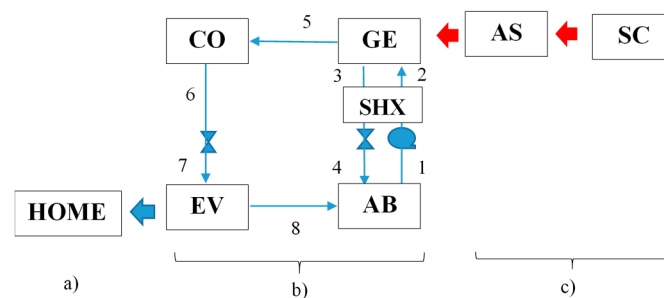 CO 5 GE AS SC
6 3 2
SHX
7 4 1
HOME EV AB
8
a) b) c)